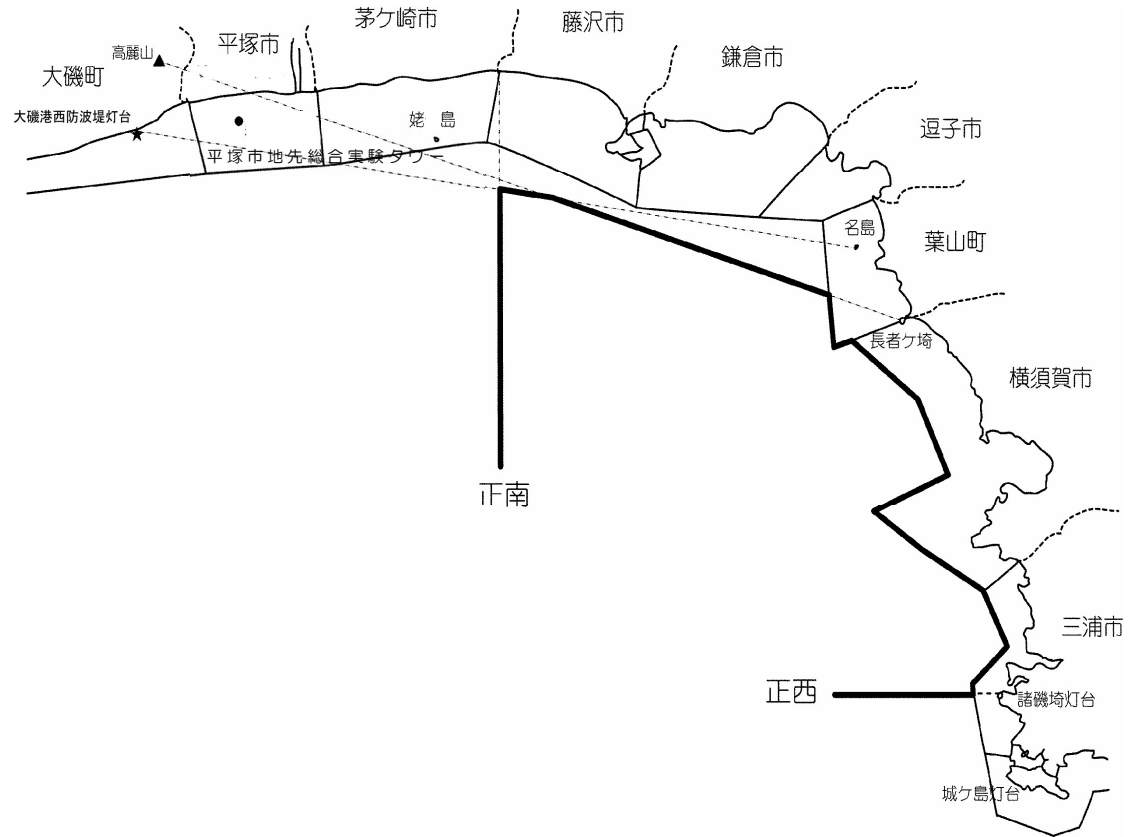 茅ケ崎市
藤沢市
平塚市
鎌倉市
高麗山
大磯町
大磯港西防波堤灯台
姥島
逗子市
平塚市地先総合実験タワー
名島
葉山町
長者ケ埼
横須賀市
正南
三浦市
正西
諸磯埼灯台
城ケ島灯台